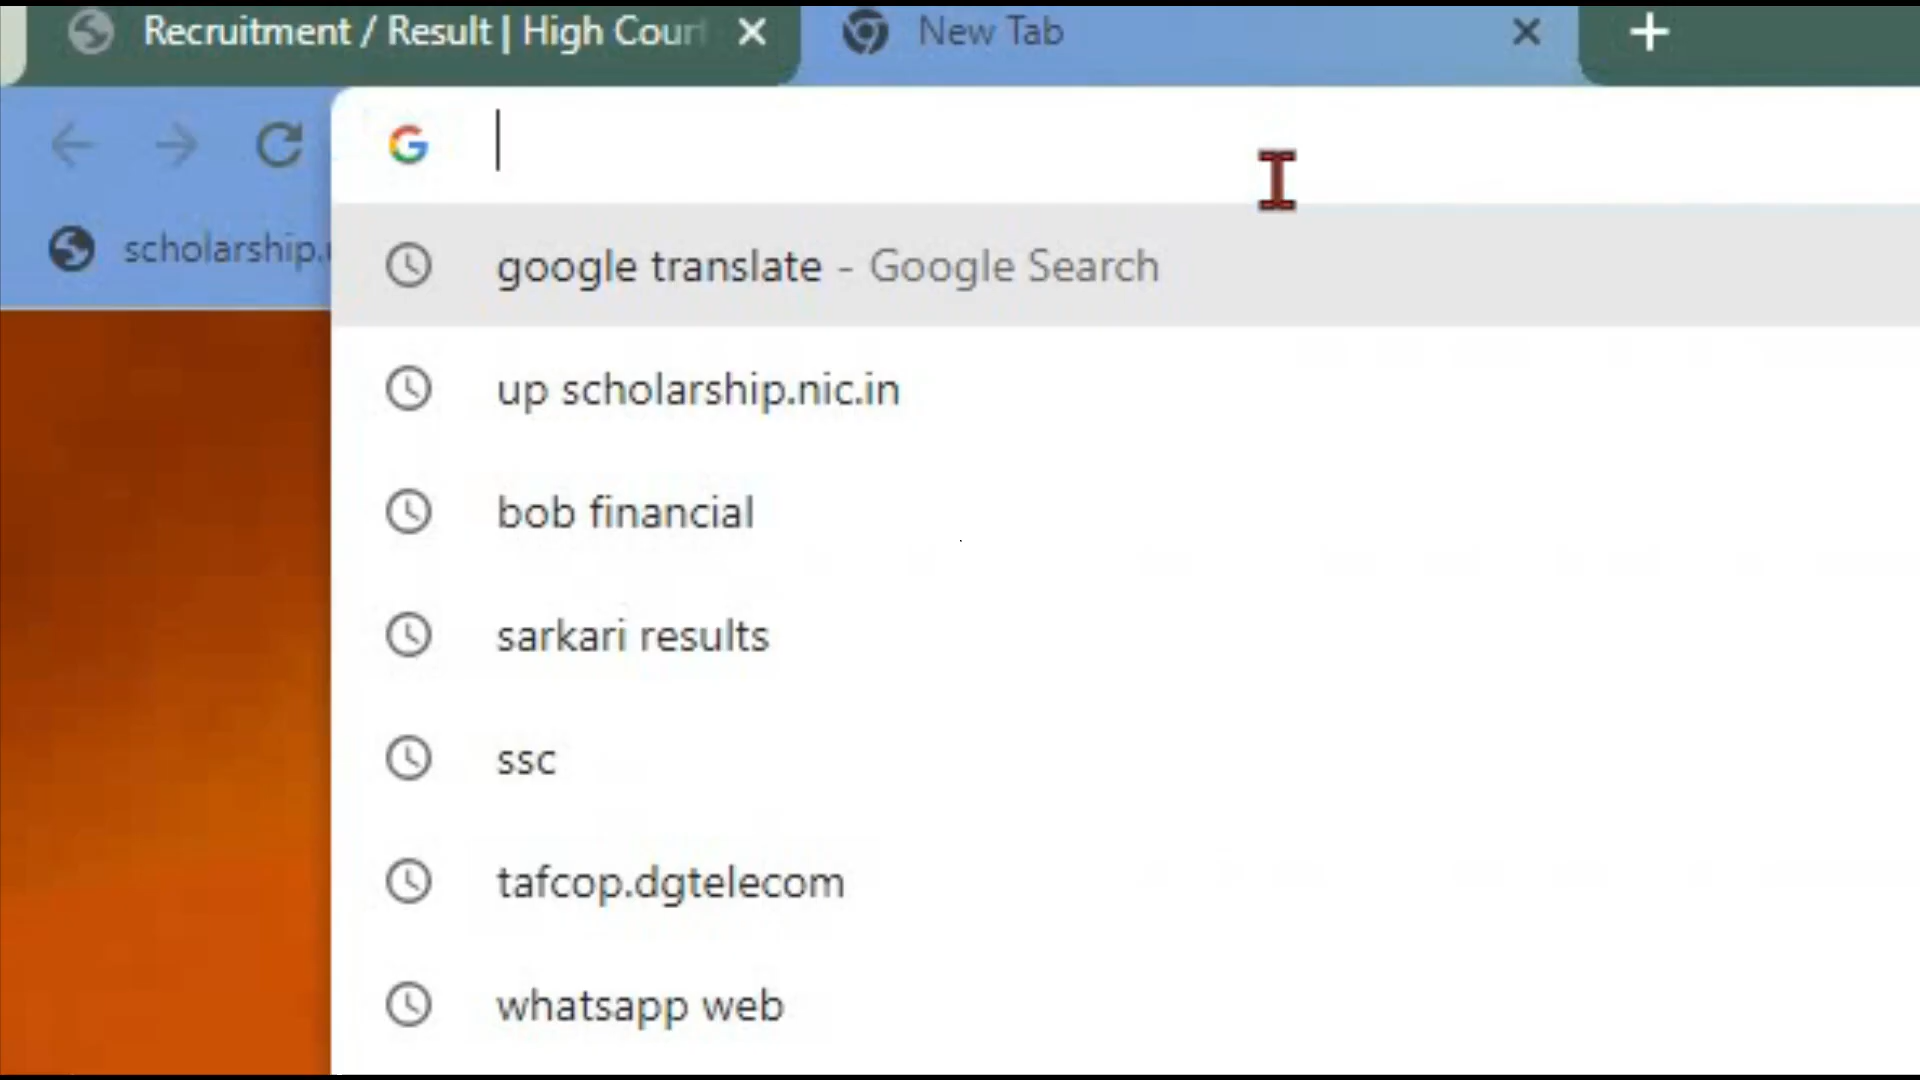 Recruitment / Result | High Court
New Tab
scholarship.
google translate - Google Search
up scholarship.nic.in
bob financial
sarkari results
ssc
tafcop.dgtelecom
whatsapp web